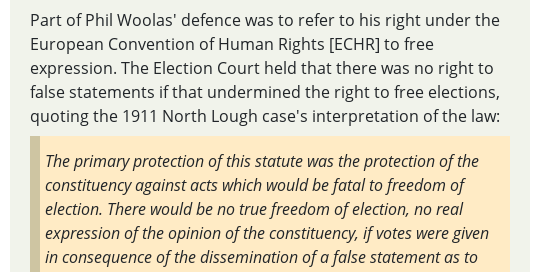 Part of Phil Woolas' defence was to refer to his right under the
European Convention of Human Rights [ECHR] to free
expression. The Election Court held that there was no right to
false statements if that undermined the right to free elections,
quoting the 1911 North Lough case's interpretation of the law:
The primary protection of this statute was the protection of the
constituency against acts which would be fatal to freedom of
election. There would be no true freedom of election, no real
expression of the opinion of the constituency, if votes were given
in consequence of the dissemination of a false statement as to